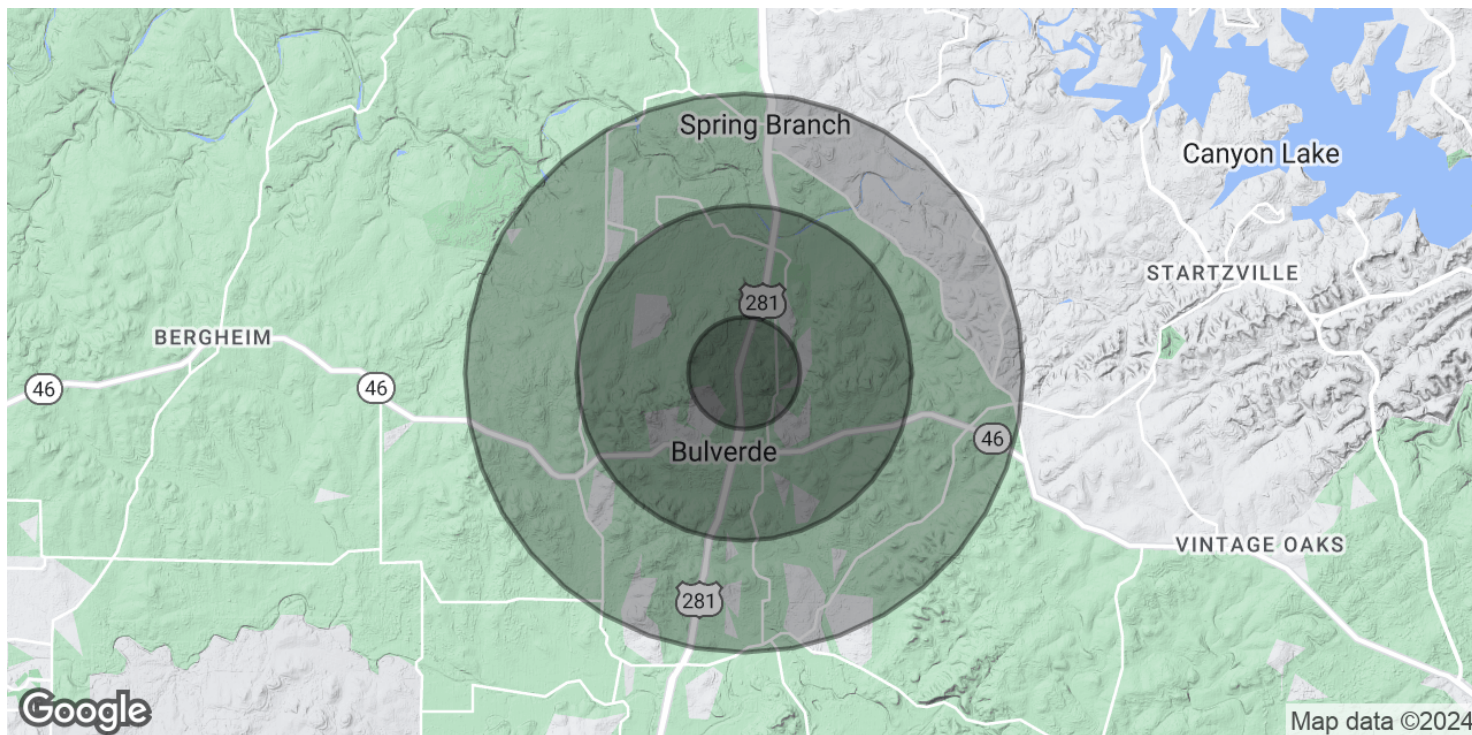 Spring Branch
Canyon Lake
STARTZVILLE
281
BERGHEIM
46
46
46
Bulverde
VINTAGE OAKS
281
Google
Map data ©2024